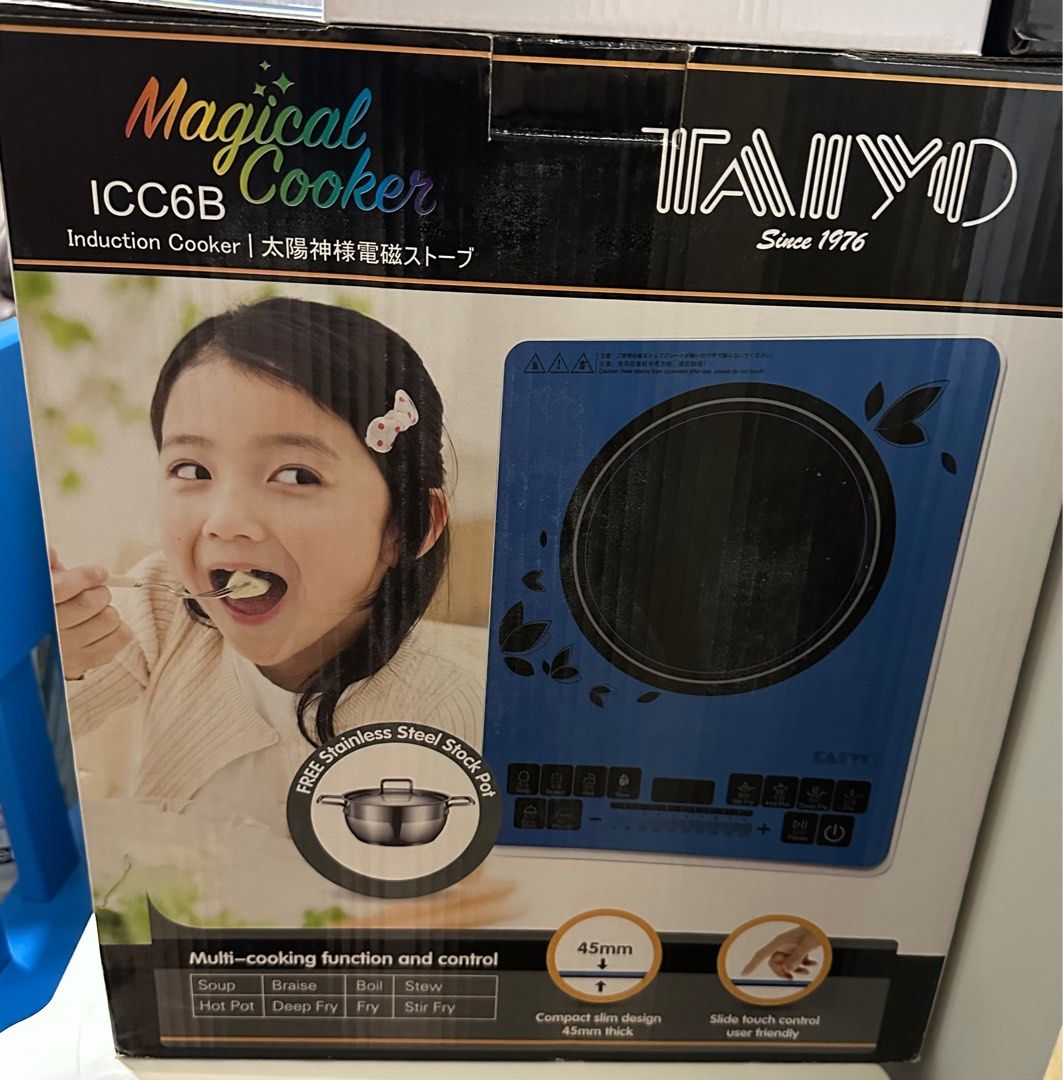 Magical
Cooker
ICC6B
Induction Cooker | 太陽神様電磁ストーブ
TAIYO
Since 1976
FREE Stainless Steel Stock Pot
TAIYO
Multi-cooking function and control
Soup Braise Boil Stew
Hot Pot Deep Fry Fry Stir Fry
45mm
Compact slim design
45mm thick
Slide touch control
user friendly